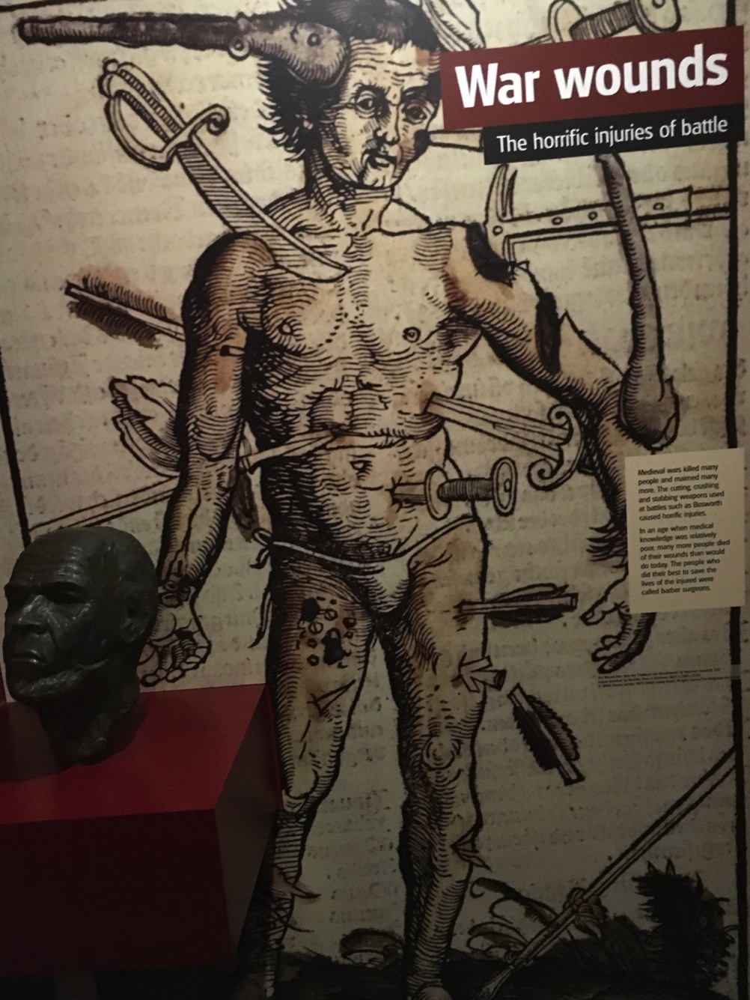 War wounds
The horrific injuries of battle
Medieval wars killed many
people and maimed many
more. The cutting, crushing
and stabbing weapons used
at battles such as Bosworth
caused horrific injuries.
In an age when medical
knowledge was relatively
poor, many more people died
of their wounds than would
do today. The people who
did their best to save the
lives of the injured were
called barber surgeons.